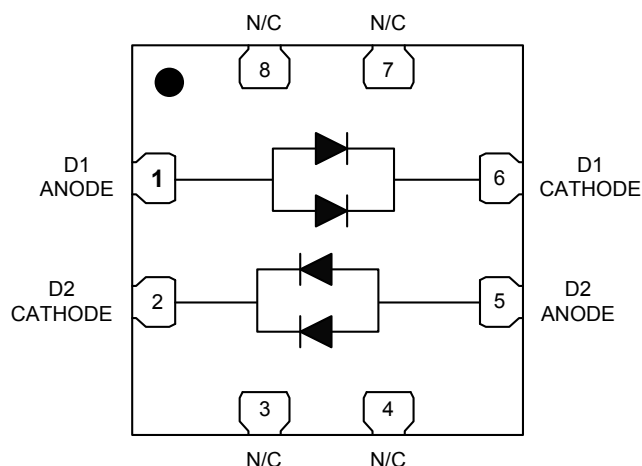 N/C N/C
8 7
D1
ANODE
1
6
D1
CATHODE
D2
CATHODE
2
5
D2
ANODE
3 4
N/C N/C